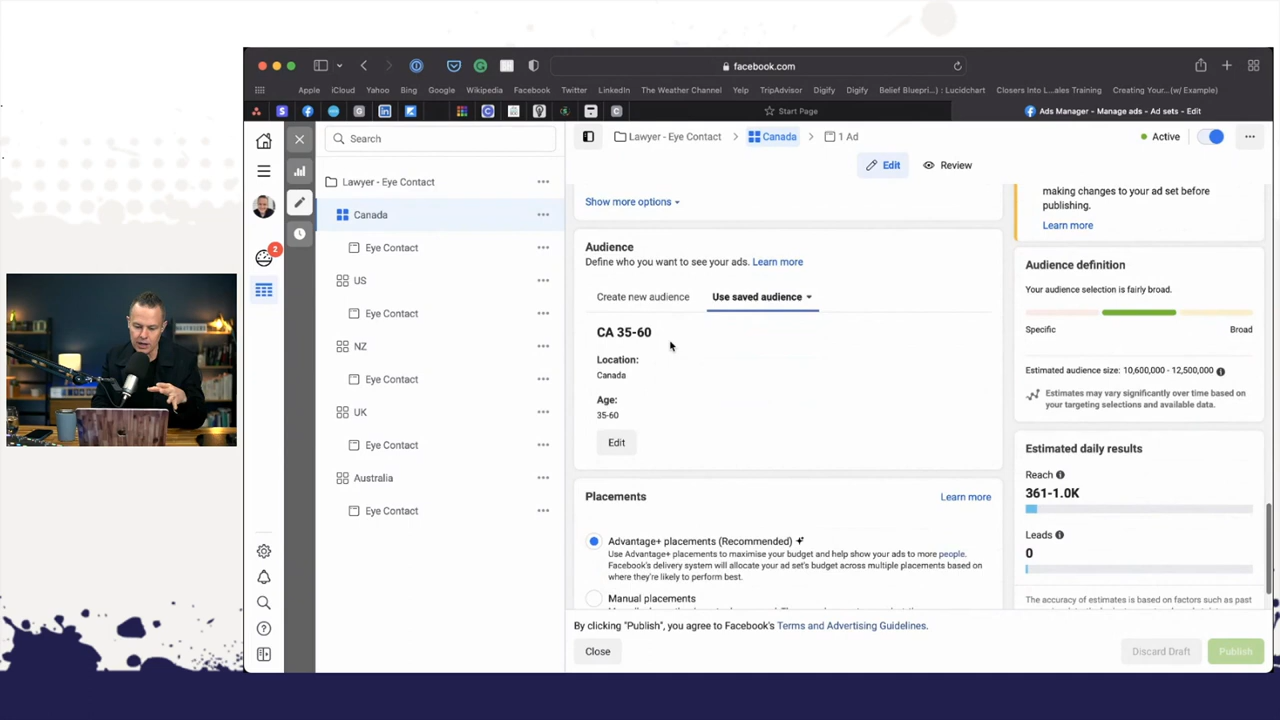 facebook.com
Apple iCloud Yahoo Bing Google Wikipedia Facebook Twitter LinkedIn The Weather Channel Yelp TripAdvisor Digify Digify Belief Bluepri...) : Lucidchart Closers Into L...ales Training Creating Your...(w/ Example)
Start Page
Ads Manager - Manage ads - Ad sets - Edit
Search
Lawyer - Eye Contact
Canada
1 Ad
Active
Edit
Review
2
Lawyer - Eye Contact
Canada
Eye Contact
US
Eye Contact
NZ
Eye Contact
UK
Eye Contact
Australia
Eye Contact
Show more options
Audience
Define who you want to see your ads. Learn more
Create new audience
Use saved audience
CA 35-60
Location:
Canada
Age:
35-60
Edit
Placements
Learn more
Advantage+ placements (Recommended)
Use Advantage+ placements to maximise your budget and help show your ads to more people.
Facebook's delivery system will allocate your ad set's budget across multiple placements based on
where they're likely to perform best.
Manual placements
making changes to your ad set before
publishing.
Learn more
Audience definition
Your audience selection is fairly broad.
Specific
Broad
Estimated audience size: 10,600,000 - 12,500,000
Estimates may vary significantly over time based on
your targeting selections and available data.
Estimated daily results
Reach
361-1.0K
Leads
0
The accuracy of estimates is based on factors such as past
By clicking "Publish", you agree to Facebook's Terms and Advertising Guidelines.
Close
Discard Draft
Publish